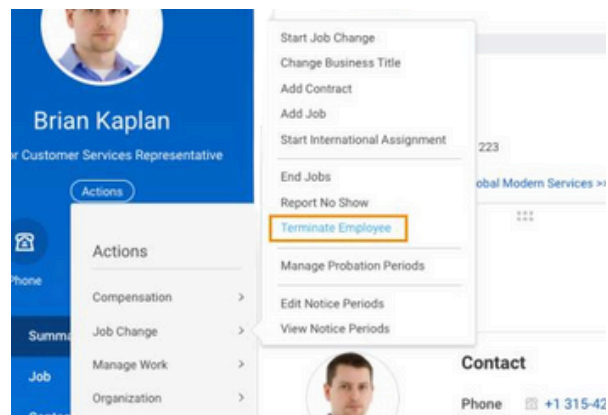 Brian Kaplan
or Customer Services Representative
Actions
Phone
Summa
Job
Actions
Compensation
Job Change
Manage Work
Organization
Start Job Change
Change Business Title
Add Contract
Add Job
Start International Assignment
End Jobs
Report No Show
Terminate Employee
Manage Probation Periods
Edit Notice Periods
View Notice Periods
223
obal Modern Services >>
Contact
Phone +1 315-42